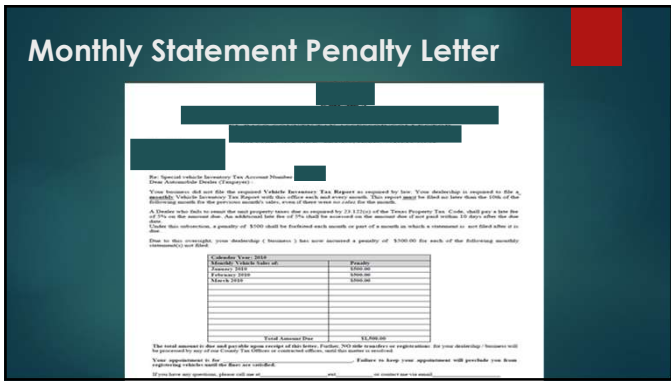 Monthly Statement Penalty Letter
Re: Special vehicle Inventory Tax Account Number
Dear Automobile Dealer (Taxpayer) -
Your business did not file the required Vehicle Inventory Tax Report as required by law. Your dealership is required to file a
monthly Vehicle Inventory Tax Report with this office each and every month. This report must be filed no later than the 10th of the
following month for the previous month's sales, even if there were no sales for the month.
A Dealer who fails to remit the unit property taxes due as required by 23.122(n) of the Texas Property Tax Code, shall pay a late fee
of 5% on the amount due. An additional late fee of 5% shall be assessed on the amount due if not paid within 10 days after the due
date.
Under this subsection, a penalty of $500 shall be forfeited each month or part of a month in which a statement is not filed after it is
due.
Due to this oversight, your dealership ( business ) has now incurred a penalty of $500.00 for each of the following monthly
statement(s) not filed:
Calendar Year: 2010
Monthly Vehicle Sales of: Penalty
January 2010 $500.00
February 2010 $500.00
March 2010 $500.00
Total Amount Due $1,500.00
The total amount is due and payable upon receipt of this letter. Further, NO title transfers or registrations for your dealership / business will
be processed by any of our County Tax Offices or contracted offices, until this matter is resolved.
Your appointment is for . Failure to keep your appointment will preclude you from
registering vehicles until the fines are satisfied.
If you have any questions, please call me at ext or contact me via email